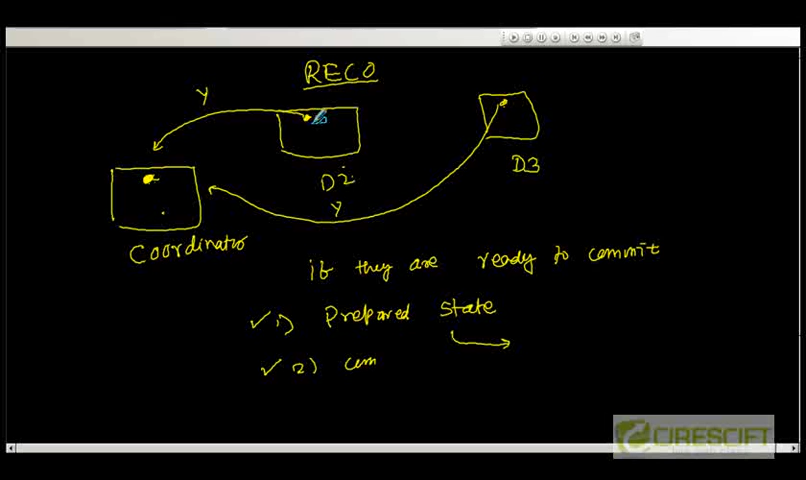 RECO
Y
D2
D3
Y
Coordinator
if they are ready to commit
1) Prepared State
2) com
CIRESCIFT